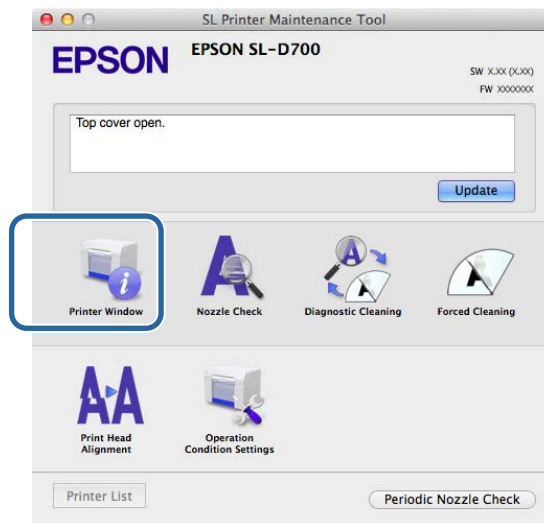 SL Printer Maintenance Tool
EPSON
EPSON SL-D700
SW X.XX (X.XX)
FW XXXXXXX
Top cover open.
Update
Printer Window
Nozzle Check
Diagnostic Cleaning
Forced Cleaning
Print Head
Alignment
Operation
Condition Settings
Printer List
Periodic Nozzle Check